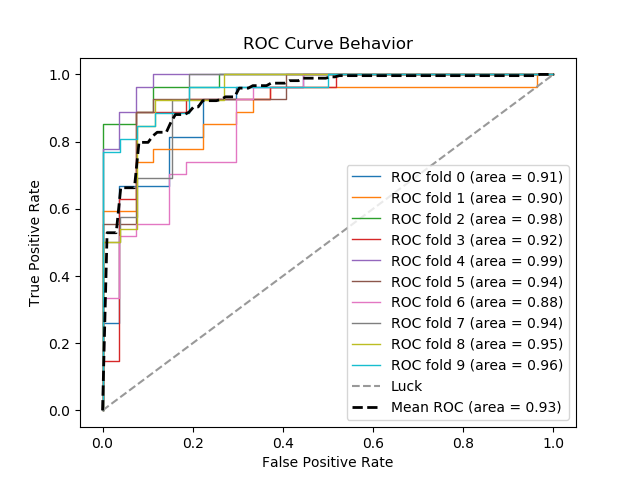 ROC Curve Behavior
1.0
0.8
0.6
0.4
0.2
0.0
True Positive Rate
ROC fold 0 (area = 0.91)
ROC fold 1 (area = 0.90)
ROC fold 2 (area = 0.98)
ROC fold 3 (area = 0.92)
ROC fold 4 (area = 0.99)
ROC fold 5 (area = 0.94)
ROC fold 6 (area = 0.88)
ROC fold 7 (area = 0.94)
ROC fold 8 (area = 0.95)
ROC fold 9 (area = 0.96)
Luck
Mean ROC (area = 0.93)
0.0 0.2 0.4 0.6 0.8 1.0
False Positive Rate